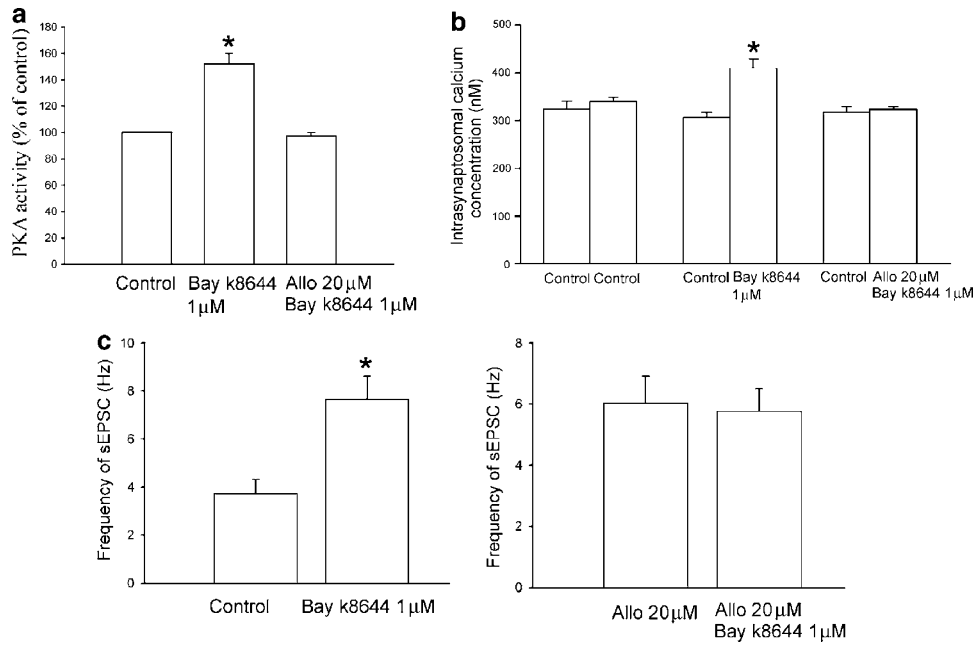 a
PKA activity (% of control)
180
160
140
120
100
80
60
40
20
0
*
Control
Bay k8644
1μM
Allo 20μM
Bay k8644 1μM
b
Intrasynaptosomal calcium
concentration (nM)
500
400
300
200
100
0
*
Control Control
Control Bay k8644
1μM
Control Allo 20μM
Bay k8644 1μM
c
Frequency of sEPSC (Hz)
10
8
6
4
2
0
*
Control
Bay k8644 1μM
Frequency of sEPSC (Hz)
8
6
4
2
0
Allo 20μM
Allo 20μM
Bay k8644 1μM